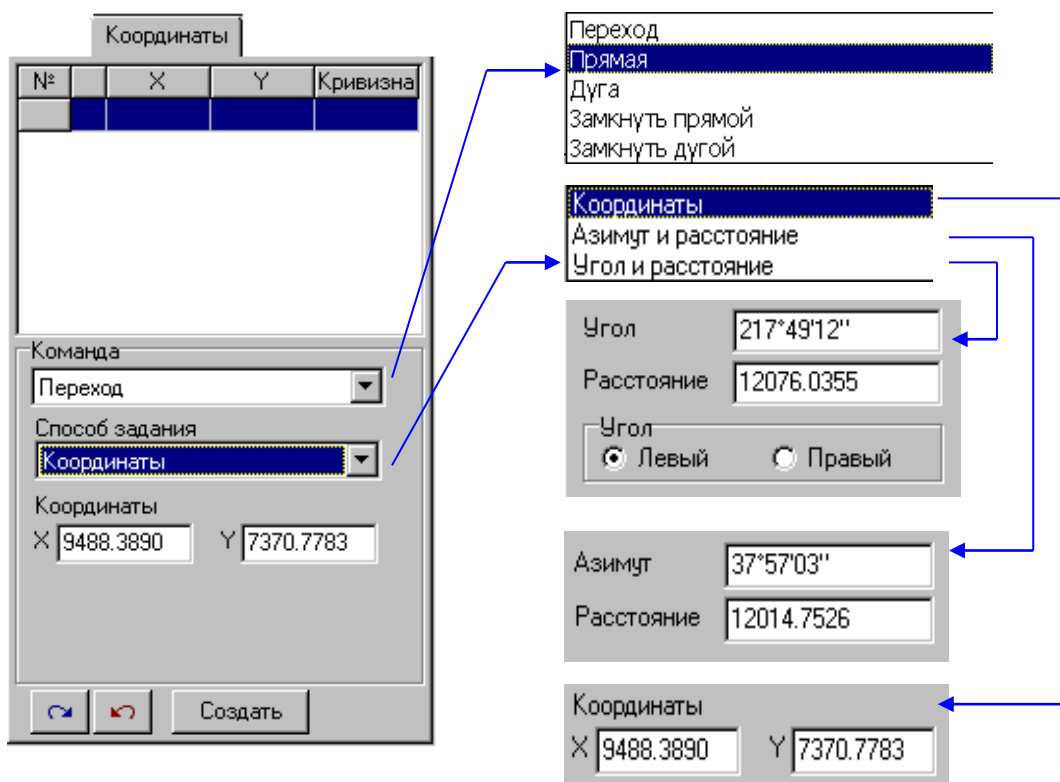 Координаты
№ X Y Кривизна
Команда
Переход
Способ задания
Координаты
Координаты
X 9488.3890 Y 7370.7783
Создать
Переход
Прямая
Дуга
Замкнуть прямой
Замкнуть дугой
Координаты
Азимут и расстояние
Угол и расстояние
Угол 217°49'12''
Расстояние 12076.0355
Угол
Левый Правый
Азимут 37°57'03''
Расстояние 12014.7526
Координаты
X 9488.3890 Y 7370.7783